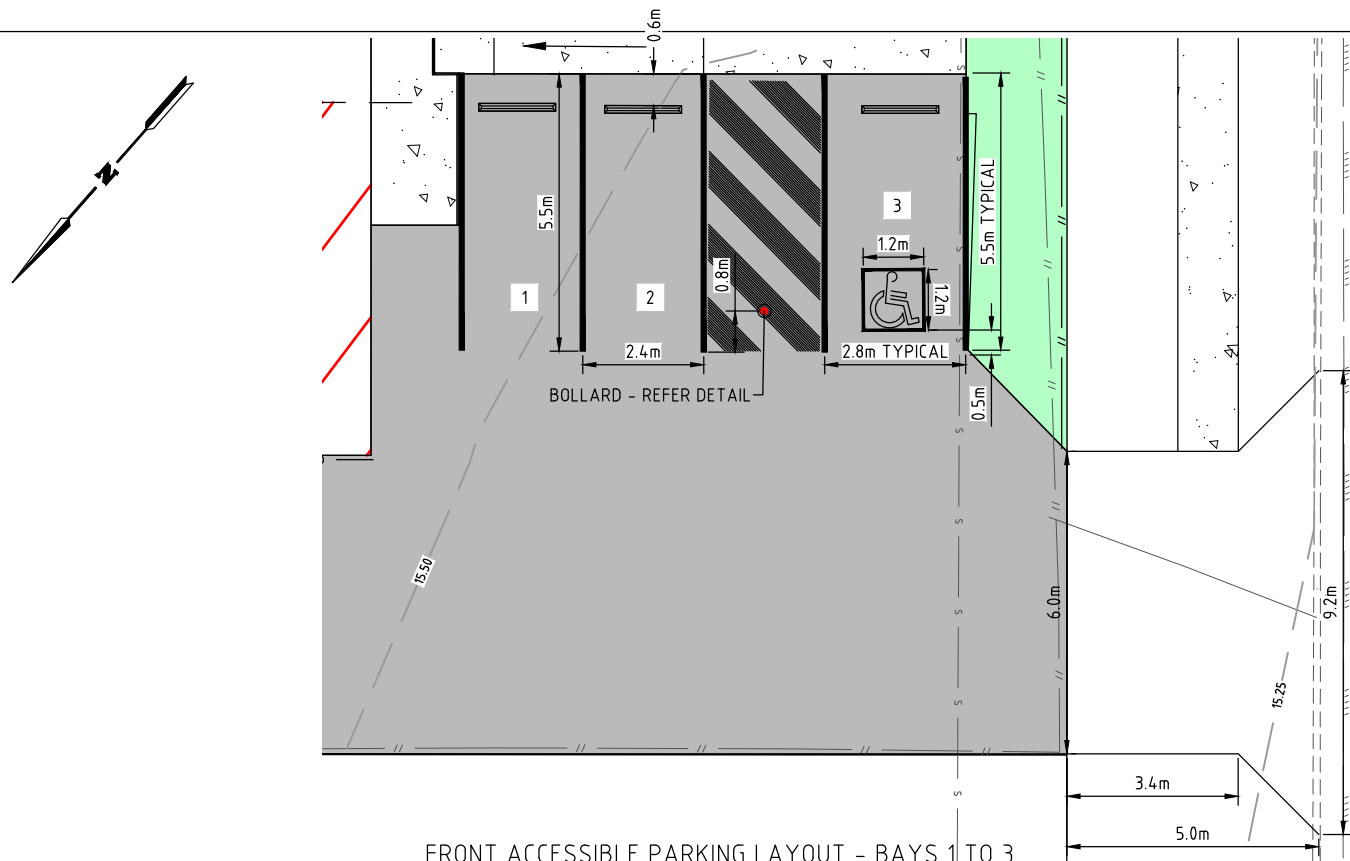 0.6m
N
5.5m
5.5m TYPICAL
3
1.2m
1.2m
0.8m
1
2
2.4m
2.8m TYPICAL
BOLLARD - REFER DETAIL
0.5m
S
S
S
S
S
S
S
S
15.50
6.0m
9.2m
15.25
3.4m
5.0m
FRONT ACCESSIBLE PARKING LAYOUT - BAYS 1 TO 3